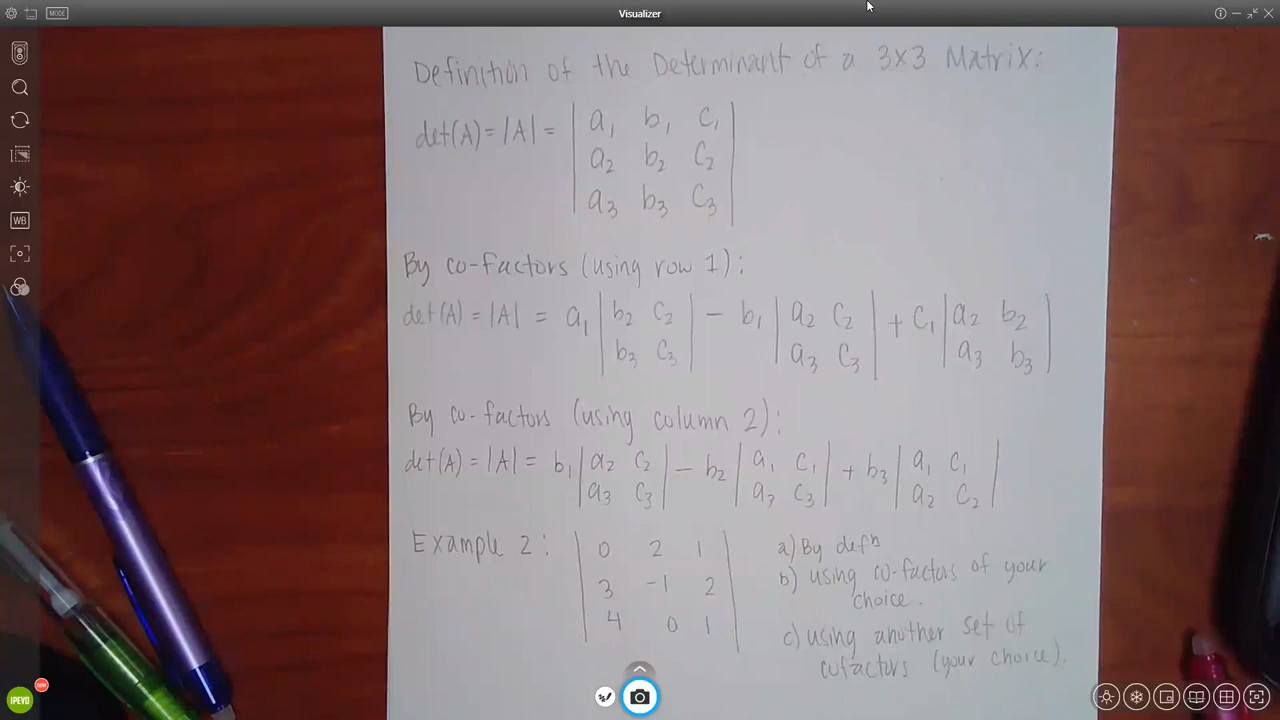 MODE
Visualizer
WB
Definition of the Determinant of a 3x3 Matrix:
det(A) = |A| = | a₁ b₁ c₁ |
| a₂ b₂ c₂ |
| a₃ b₃ c₃ |
By co-factors (using row 1):
det(A) = |A| = a₁ | b₂ c₂ | - b₁ | a₂ c₂ | + c₁ | a₂ b₂ |
| b₃ c₃ | | a₃ c₃ | | a₃ b₃ |
By co-factors (using column 2):
det(A) = |A| = b₁ | a₂ c₂ | - b₂ | a₁ c₁ | + b₃ | a₁ c₁ |
| a₃ c₃ | | a₃ c₃ | | a₂ c₂ |
Example 2: | 0 2 1 |
| 3 -1 2 |
| 4 0 1 |
a) By defⁿ
b) using co-factors of your
choice.
c) using another set of
cofactors (your choice).
IPEVO
new